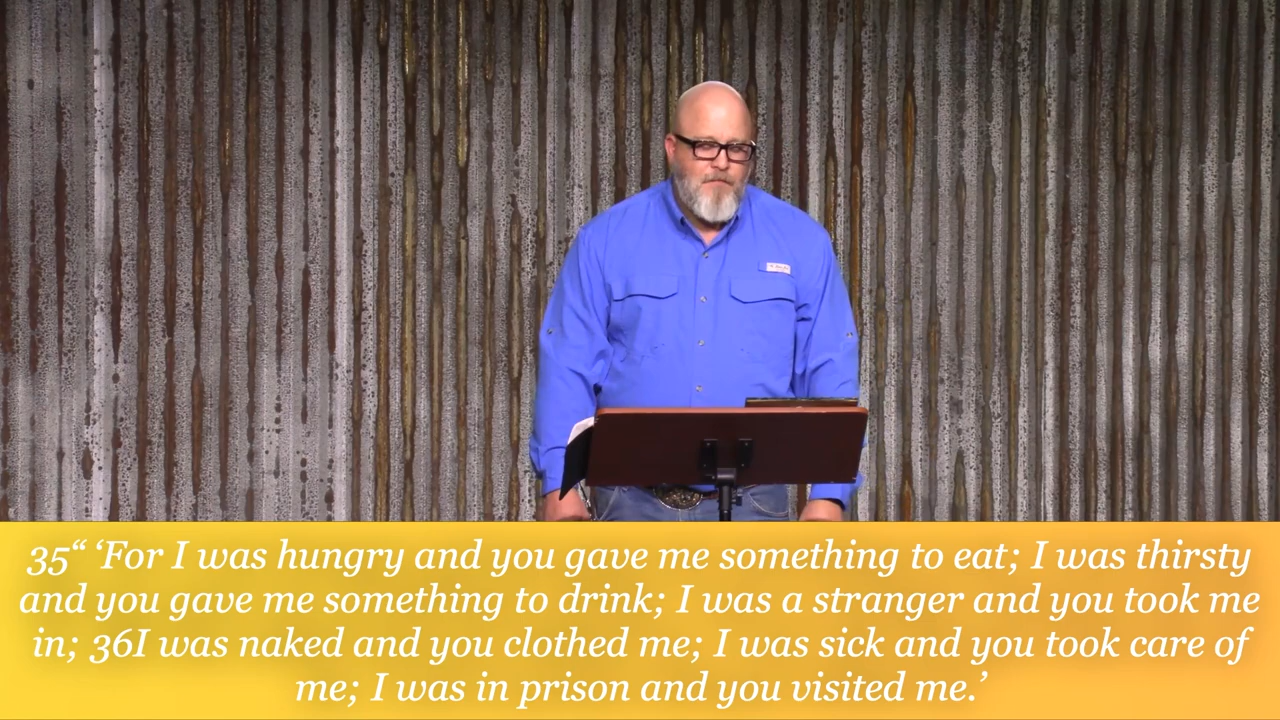 35“ ‘For I was hungry and you gave me something to eat; I was thirsty
and you gave me something to drink; I was a stranger and you took me
in; 36I was naked and you clothed me; I was sick and you took care of
me; I was in prison and you visited me.’